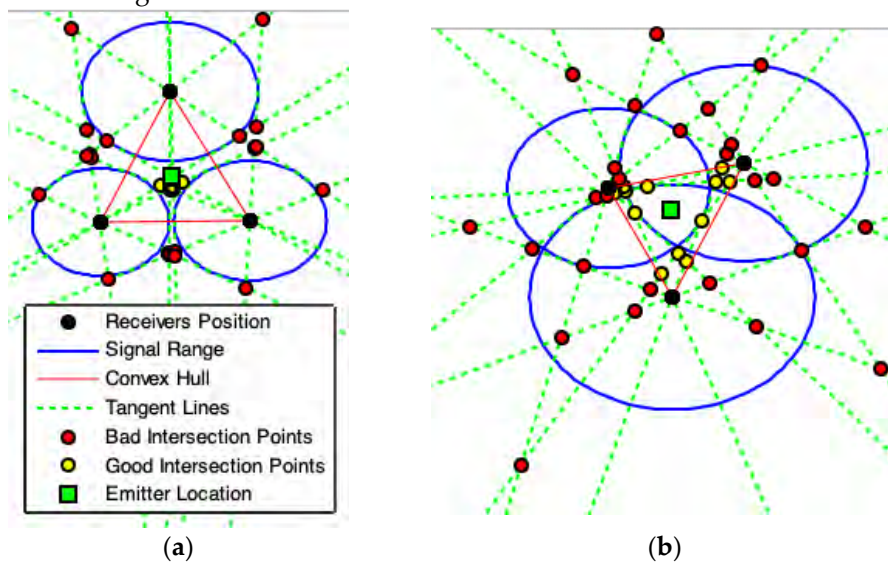 Receivers Position
Signal Range
Convex Hull
Tangent Lines
Bad Intersection Points
Good Intersection Points
Emitter Location
(a)
(b)